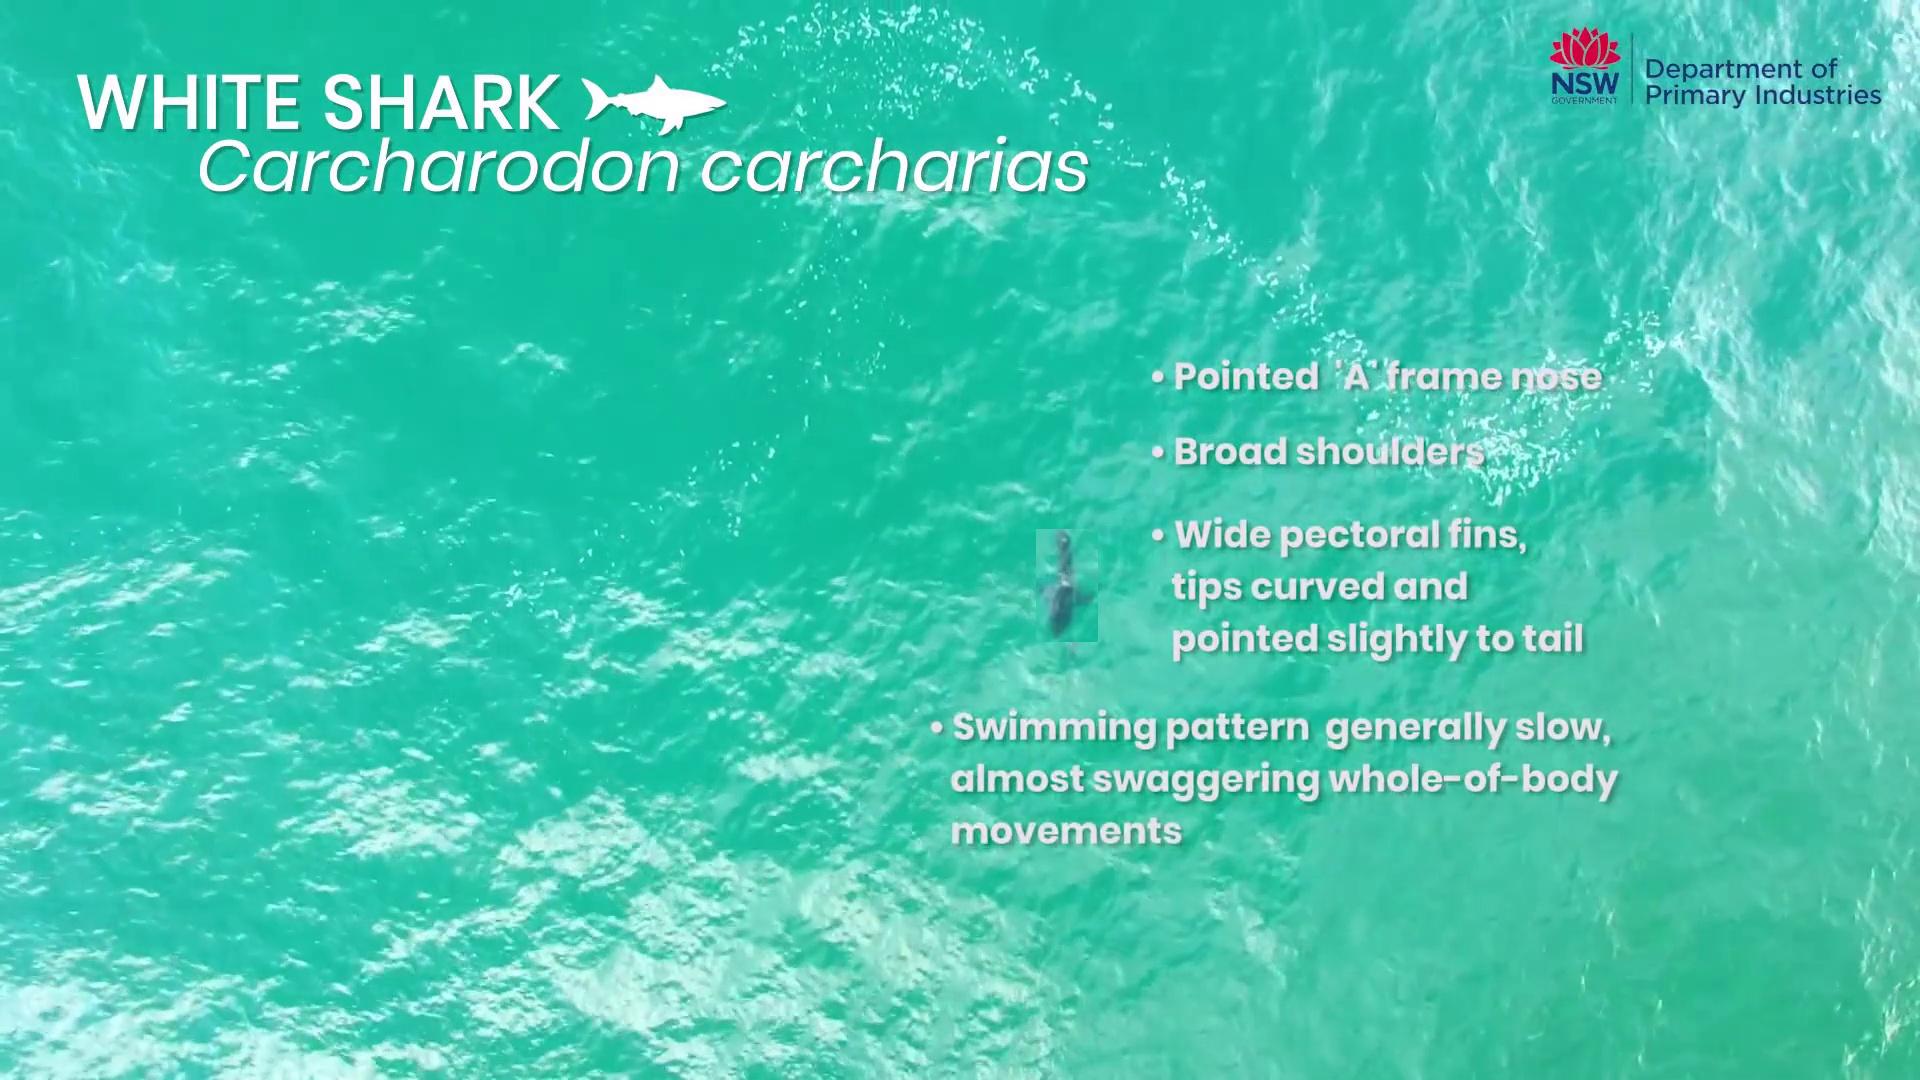 WHITE SHARK
Carcharodon carcharias
NSW
GOVERNMENT
Department of
Primary Industries
• Pointed 'A' frame nose
• Broad shoulders
• Wide pectoral fins,
tips curved and
pointed slightly to tail
• Swimming pattern generally slow,
almost swaggering whole-of-body
movements